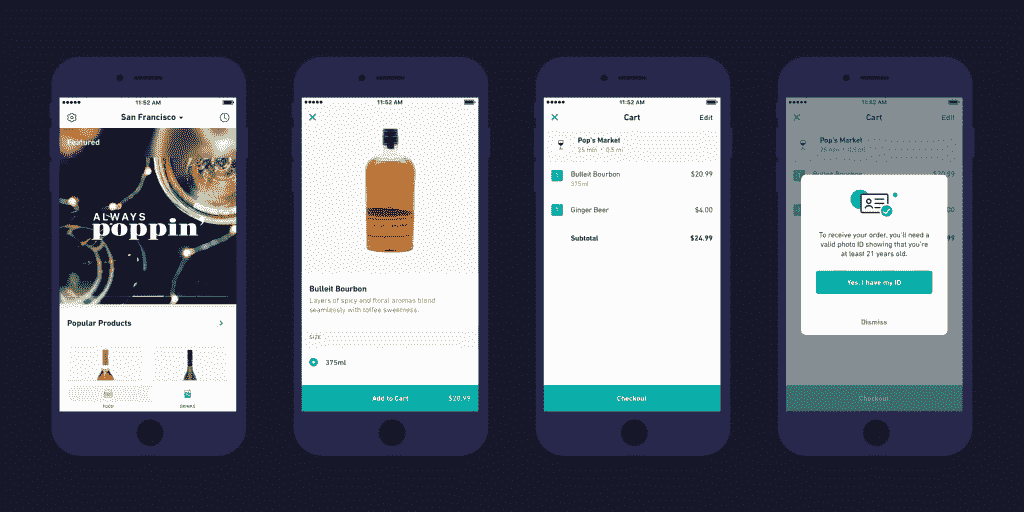 11:52 AM
San Francisco
Featured
ALWAYS
poppin'
Popular Products
FOOD
DRINKS
11:52 AM
Bulleit Bourbon
Layers of spicy and floral aromas blend
seamlessly with toffee sweetness.
SIZE
375ml
Add to Cart $20.99
11:52 AM
Cart Edit
Pop's Market
25 min • 0.5 mi
1 Bulleit Bourbon $20.99
375ml
1 Ginger Beer $4.00
Subtotal $24.99
Checkout
11:52 AM
Cart Edit
Pop's Market
25 min • 0.5 mi
Bulleit Bourbon $20.99
To receive your order, you'll need a
valid photo ID showing that you're
at least 21 years old.
Yes, I have my ID
Dismiss
Checkout